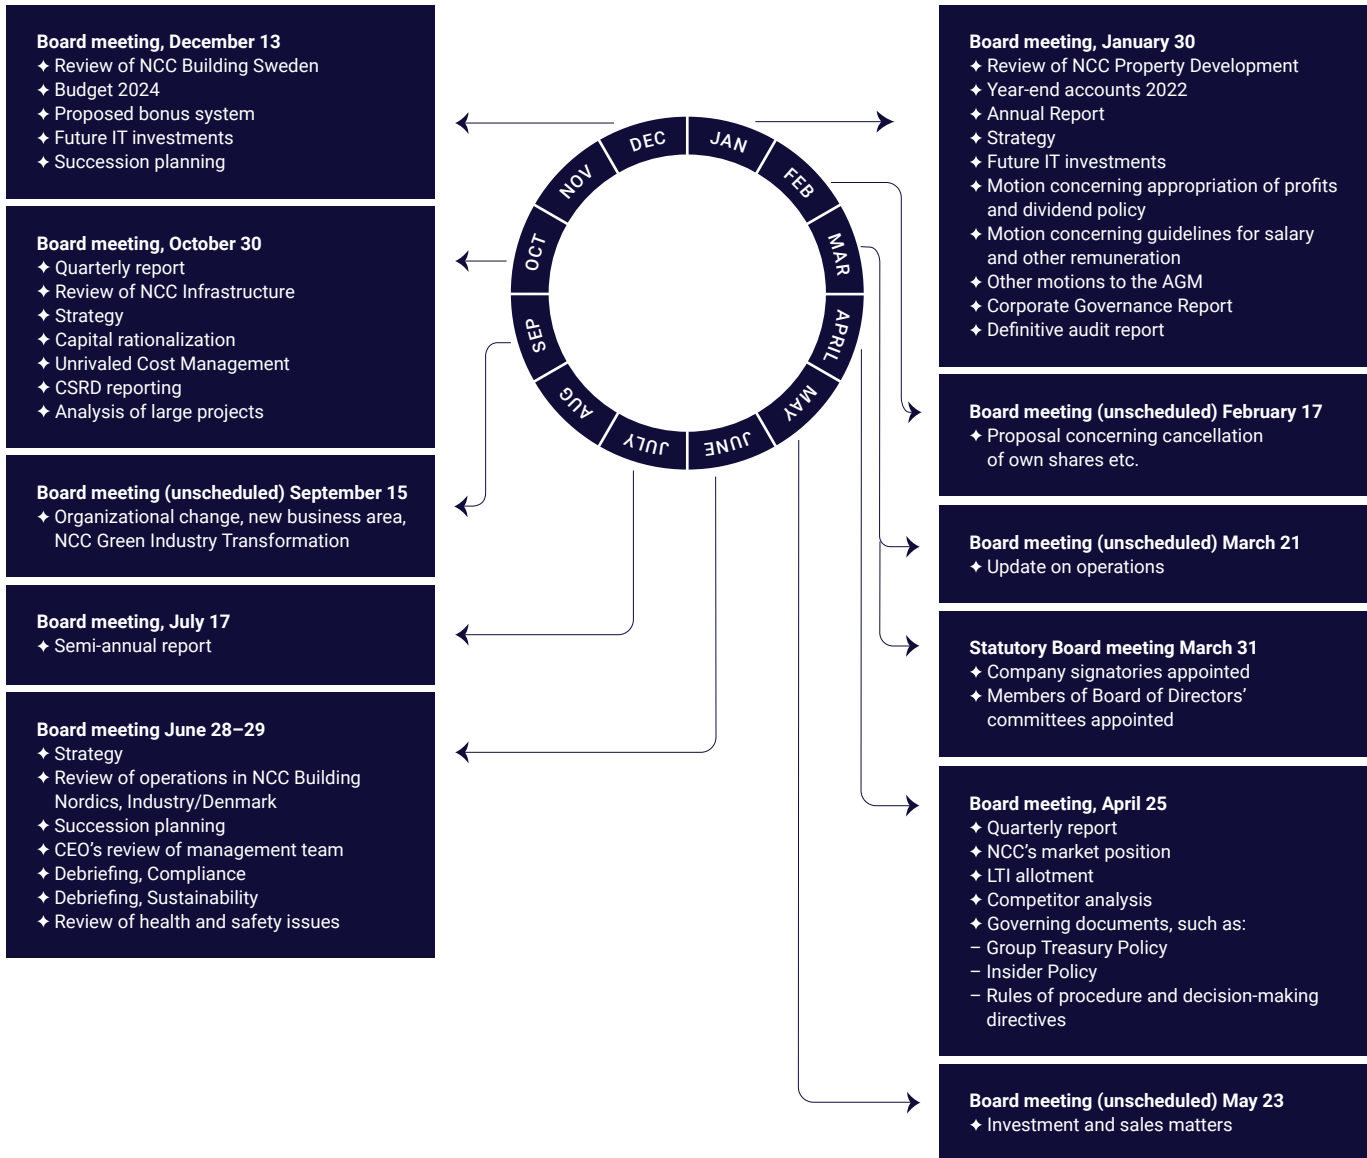 Board meeting, December 13
✦ Review of NCC Building Sweden
✦ Budget 2024
✦ Proposed bonus system
✦ Future IT investments
✦ Succession planning
Board meeting, October 30
✦ Quarterly report
✦ Review of NCC Infrastructure
✦ Strategy
✦ Capital rationalization
✦ Unrivaled Cost Management
✦ CSRD reporting
✦ Analysis of large projects
Board meeting (unscheduled) September 15
✦ Organizational change, new business area,
NCC Green Industry Transformation
Board meeting, July 17
✦ Semi-annual report
Board meeting June 28–29
✦ Strategy
✦ Review of operations in NCC Building
Nordics, Industry/Denmark
✦ Succession planning
✦ CEO’s review of management team
✦ Debriefing, Compliance
✦ Debriefing, Sustainability
✦ Review of health and safety issues
JAN
FEB
MAR
APRIL
MAY
JUNE
JULY
AUG
SEP
OCT
NOV
DEC
Board meeting, January 30
✦ Review of NCC Property Development
✦ Year-end accounts 2022
✦ Annual Report
✦ Strategy
✦ Future IT investments
✦ Motion concerning appropriation of profits
and dividend policy
✦ Motion concerning guidelines for salary
and other remuneration
✦ Other motions to the AGM
✦ Corporate Governance Report
✦ Definitive audit report
Board meeting (unscheduled) February 17
✦ Proposal concerning cancellation
of own shares etc.
Board meeting (unscheduled) March 21
✦ Update on operations
Statutory Board meeting March 31
✦ Company signatories appointed
✦ Members of Board of Directors’
committees appointed
Board meeting, April 25
✦ Quarterly report
✦ NCC’s market position
✦ LTI allotment
✦ Competitor analysis
✦ Governing documents, such as:
– Group Treasury Policy
– Insider Policy
– Rules of procedure and decision-making
directives
Board meeting (unscheduled) May 23
✦ Investment and sales matters